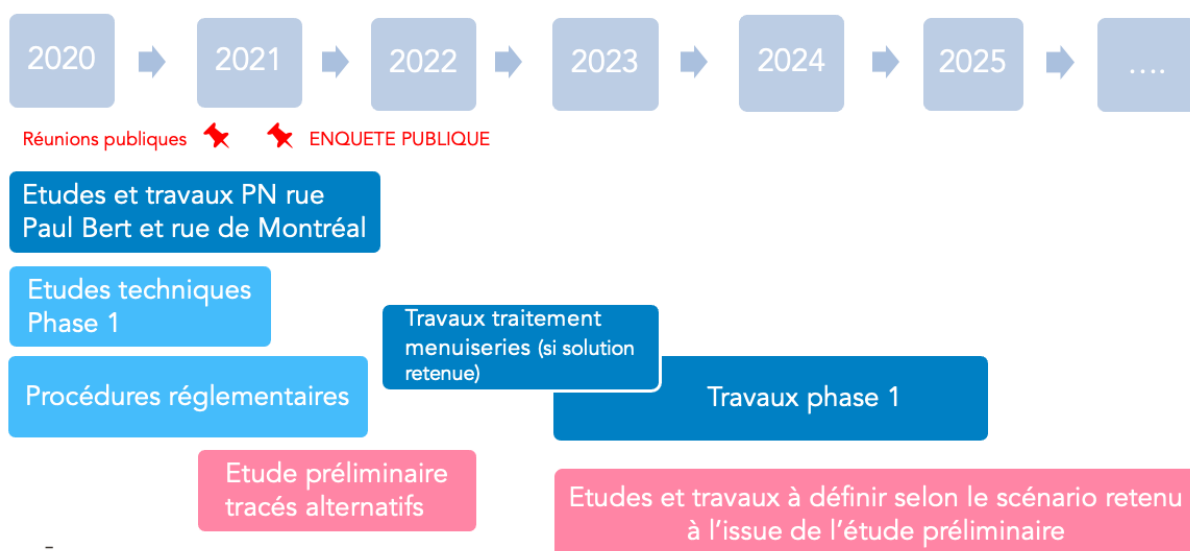 2020
2021
2022
2023
2024
2025
....
Réunions publiques
ENQUETE PUBLIQUE
Etudes et travaux PN rue
Paul Bert et rue de Montréal
Etudes techniques
Phase 1
Travaux traitement
menuiseries (si solution
retenue)
Procédures réglementaires
Travaux phase 1
Etude préliminaire
tracés alternatifs
Etudes et travaux à définir selon le scénario retenu
à l'issue de l'étude préliminaire